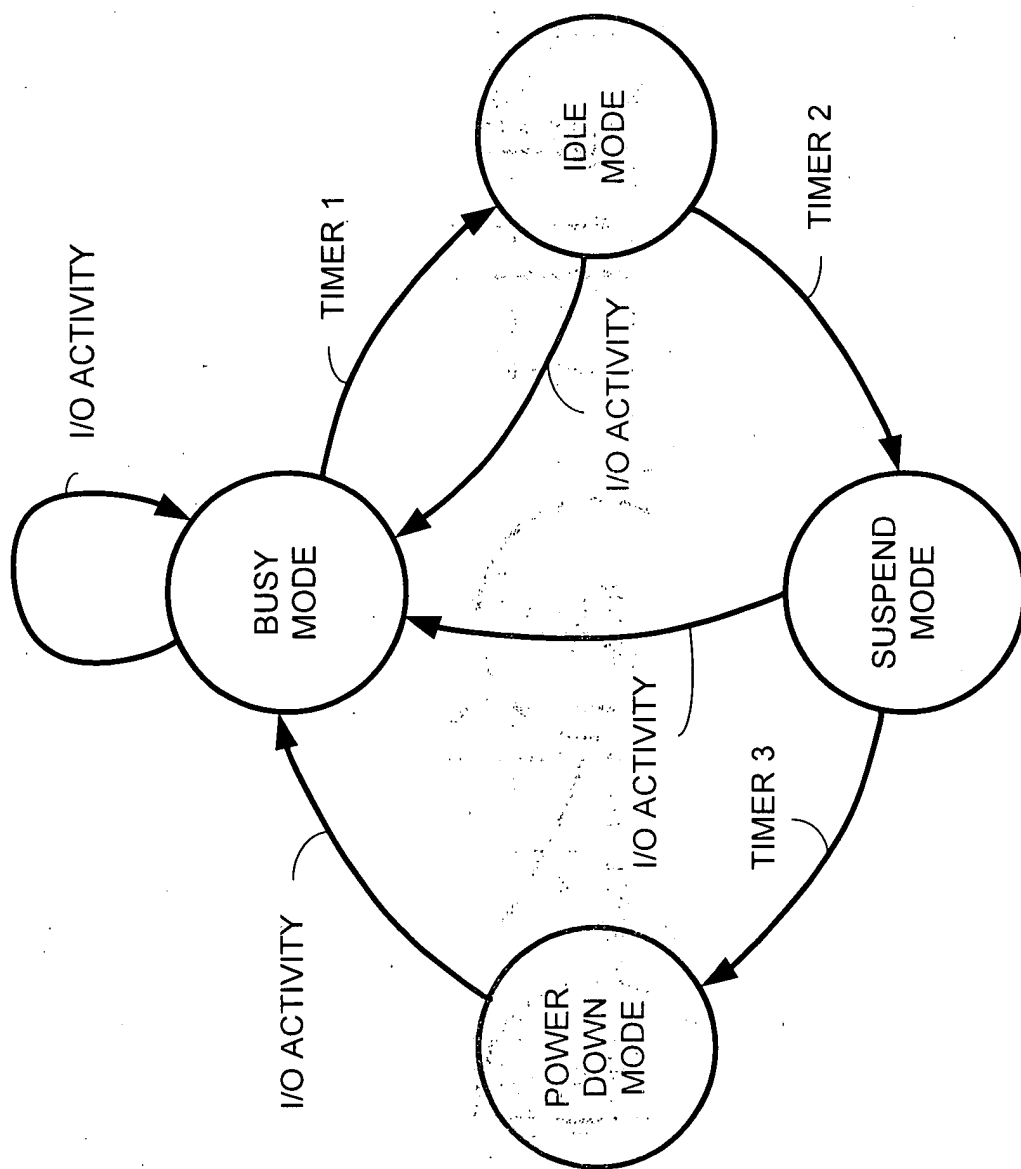 I/O ACTIVITY
BUSY
MODE
I/O ACTIVITY
TIMER 1
POWER
DOWN
MODE
I/O ACTIVITY
I/O ACTIVITY
IDLE
MODE
TIMER 3
TIMER 2
SUSPEND
MODE